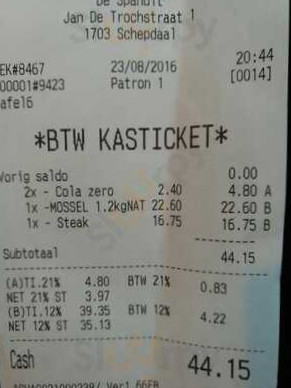 De Spanuit
Jan De Trochstraat 1
1703 Schepdaal
20:44
EK#8467 23/08/2016 [0014]
00001#9423 Patron 1
afel6
*BTW KASTICKET*
Vorig saldo 0.00
2x - Cola zero 2.40 4.80 A
1x -MOSSEL 1.2kgNAT 22.60 22.60 B
1x - Steak 16.75 16.75 B
Subtotaal 44.15
(A)TI.21% 4.80 BTW 21% 0.83
NET 21% ST 3.97
(B)TI.12% 39.35 BTW 12% 4.22
NET 12% ST 35.13
Cash 44.15